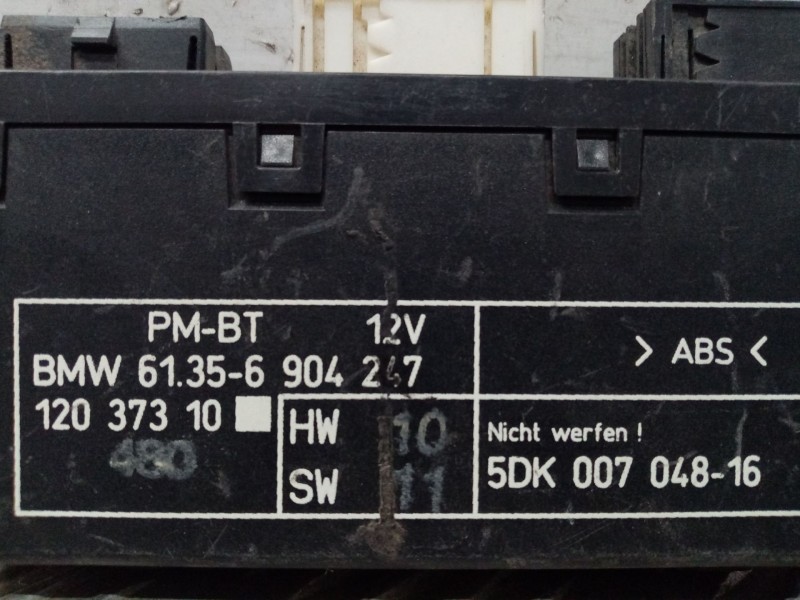 PM-BT 12V
BMW 61.35-6 904 247
120 373 10
480
HW 10
SW 11
> ABS <
Nicht werfen !
5DK 007 048-16